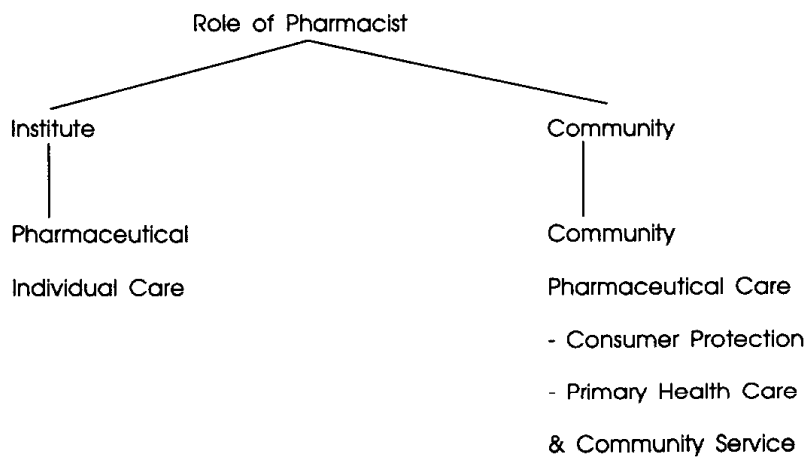 Role of Pharmacist
Institute
Community
Pharmaceutical
Individual Care
Community
Pharmaceutical Care
- Consumer Protection
- Primary Health Care
& Community Service